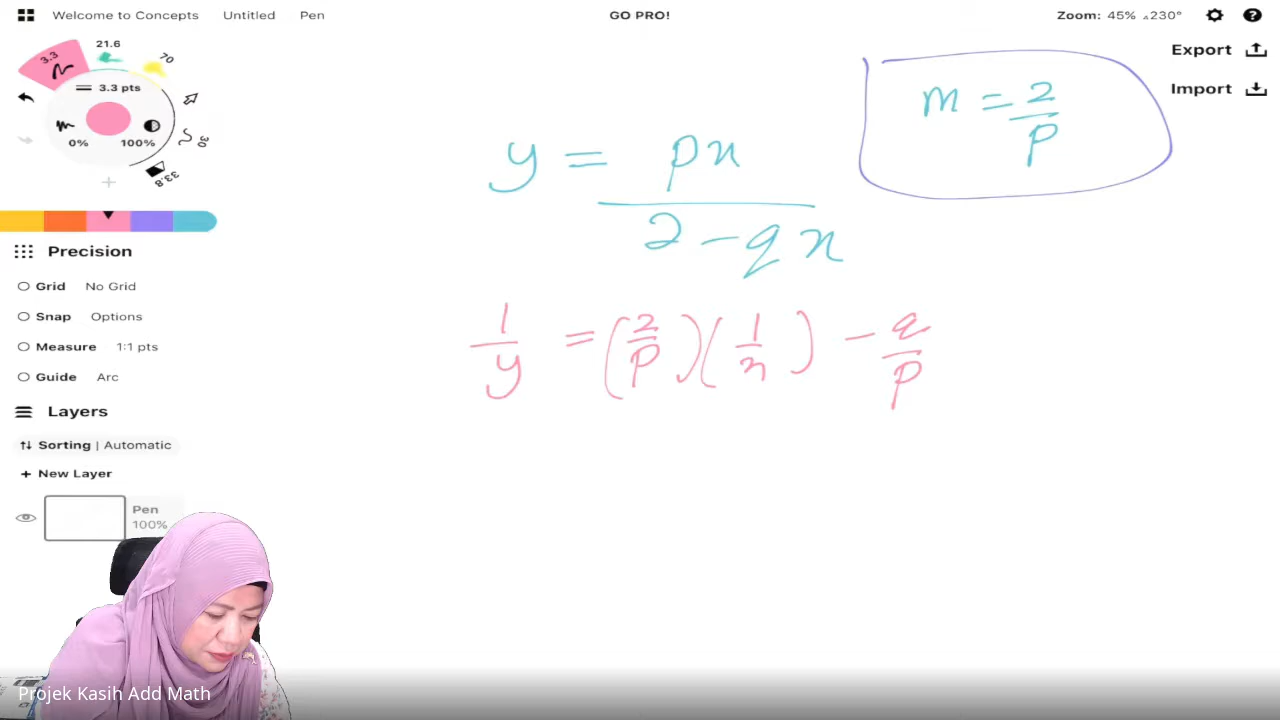 Welcome to Concepts Untitled Pen GO PRO! Zoom: 45% 230°
Export
Import
3.3
21.6
70
3.3 pts
0% 100%
30
33.8
m = 2/p
y = px / 2 - qx
1/y = (2/p)(1/x) - q/p
Precision
Grid No Grid
Snap Options
Measure 1:1 pts
Guide Arc
Layers
Sorting | Automatic
+ New Layer
Pen
100%
Projek Kasih Add Math